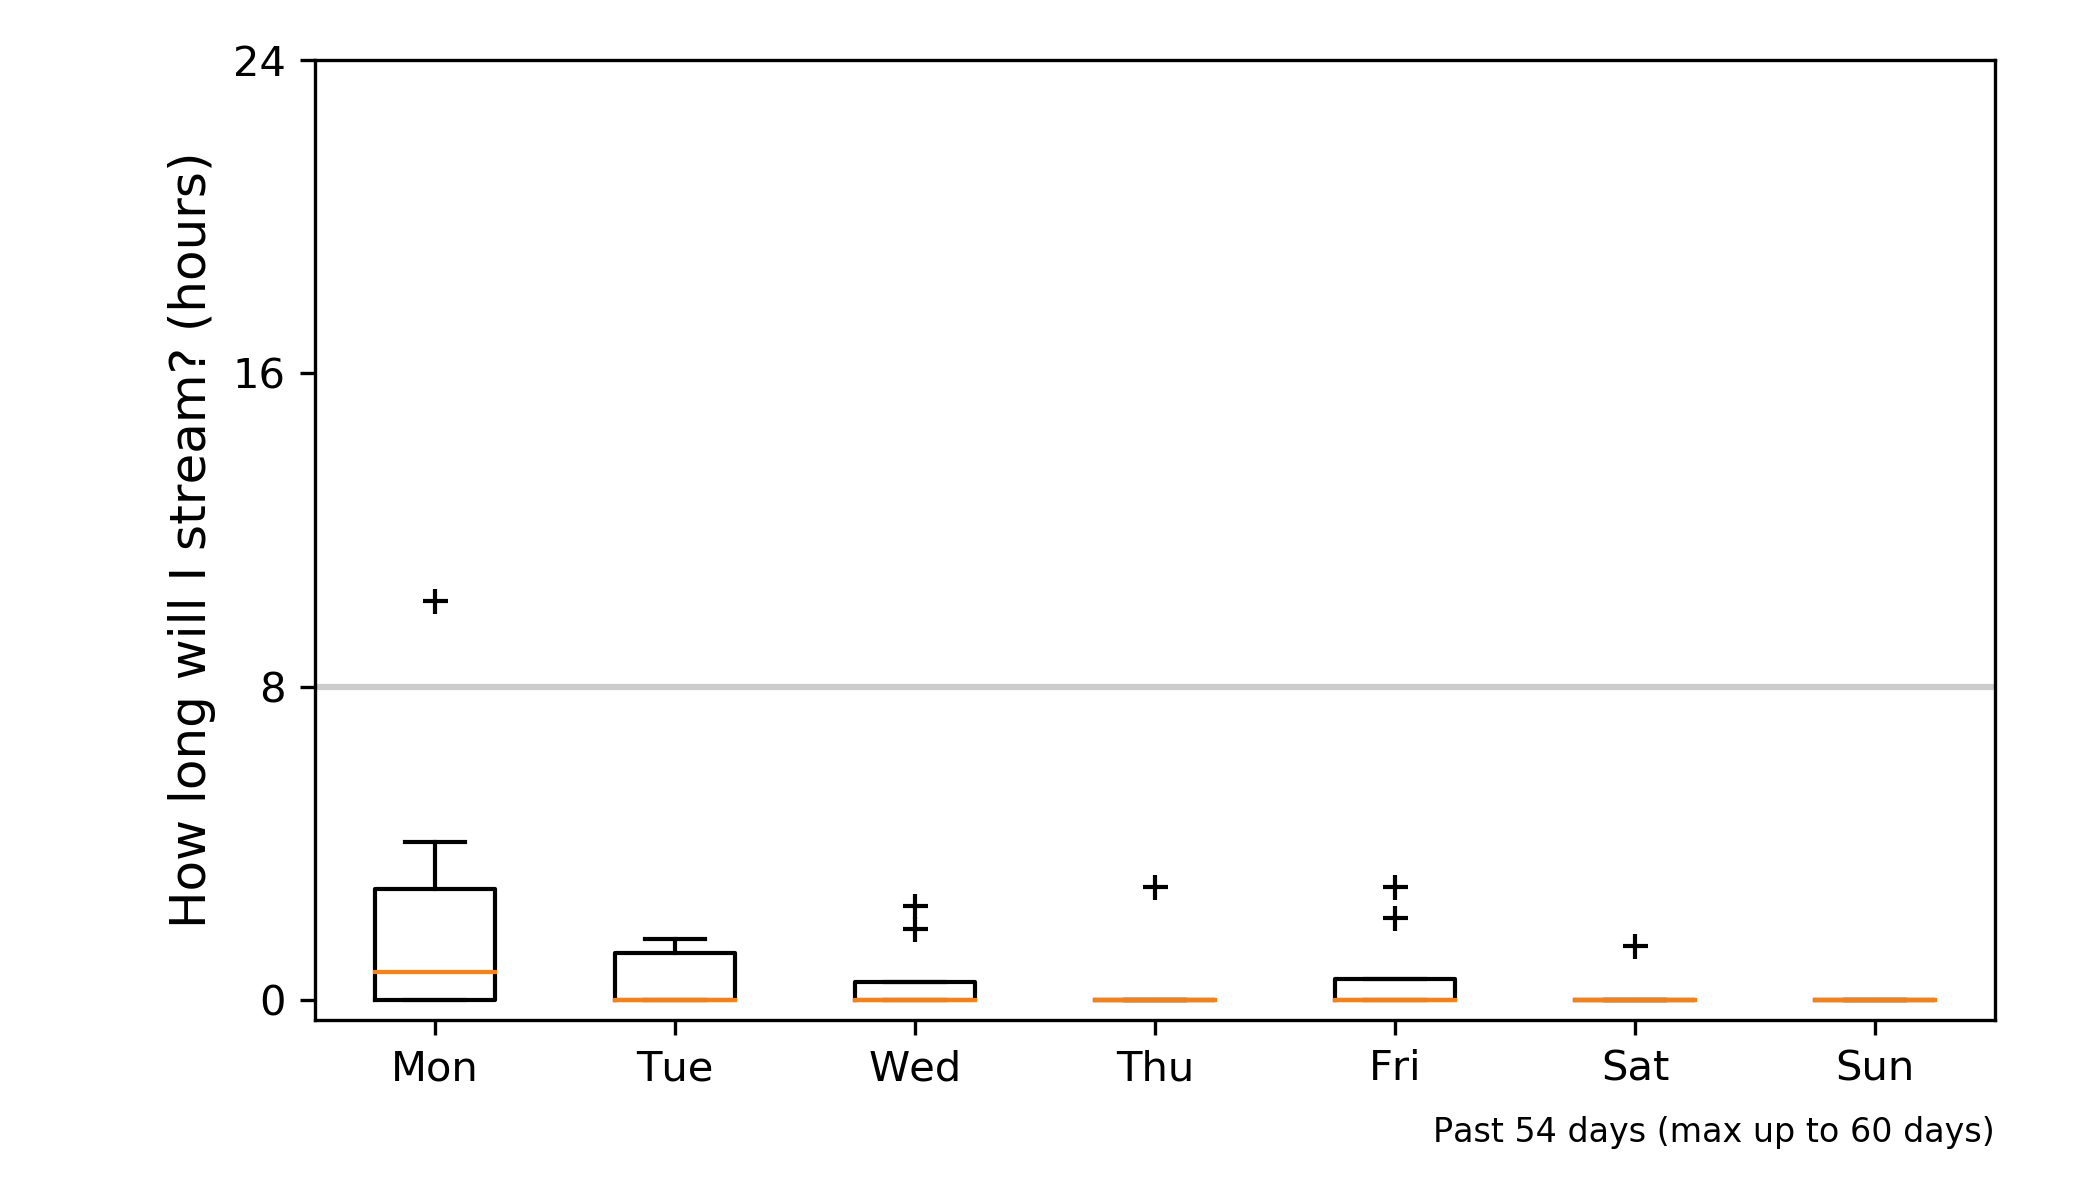 How long will I stream? (hours)
24
16
8
0
Mon Tue Wed Thu Fri Sat Sun
Past 54 days (max up to 60 days)